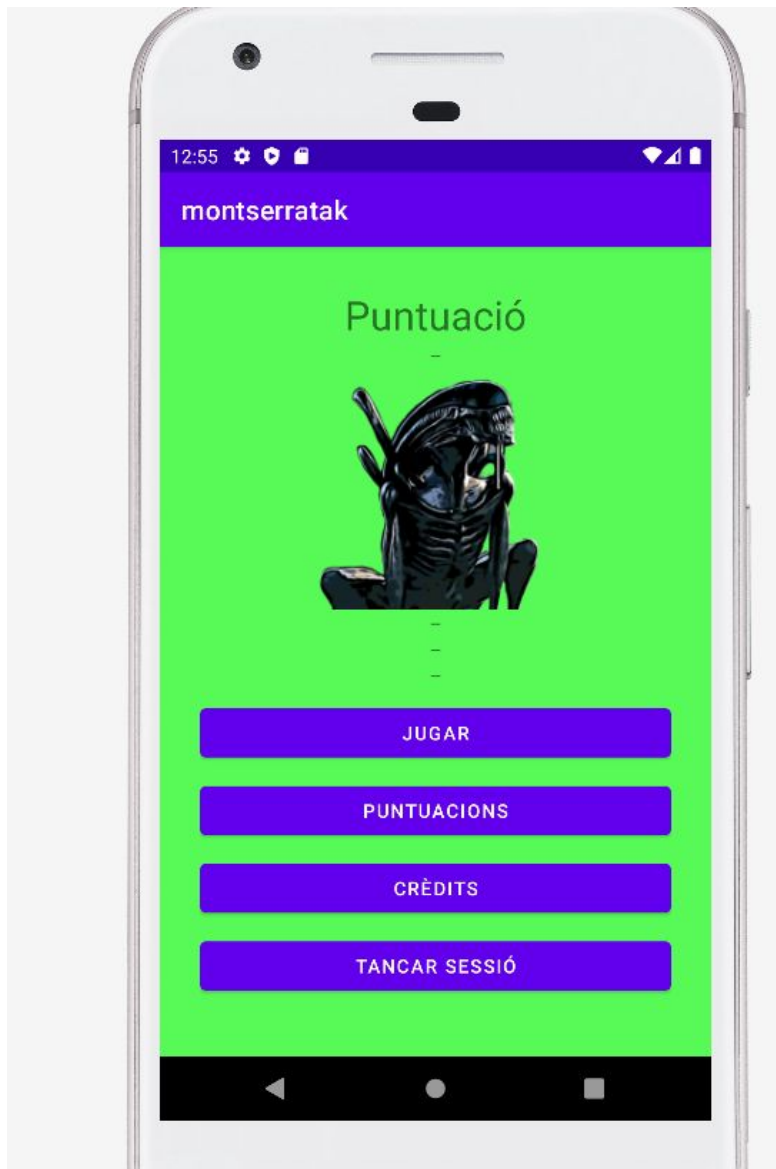 12:55
montserratak
Puntuació
--
--
--
--
JUGAR
PUNTUACIONS
CRÈDITS
TANCAR SESSIÓ